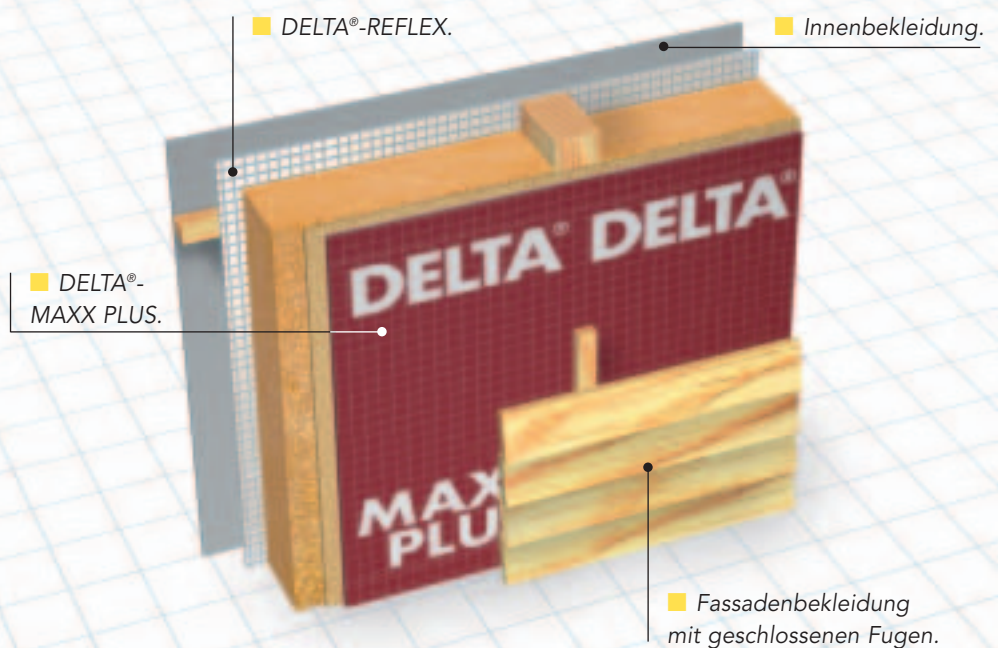 DELTA®-REFLEX.
Innenbekleidung.
DELTA® DELTA®
DELTA®-
MAXX PLUS.
MAX
PLU
Fassadenbekleidung
mit geschlossenen Fugen.